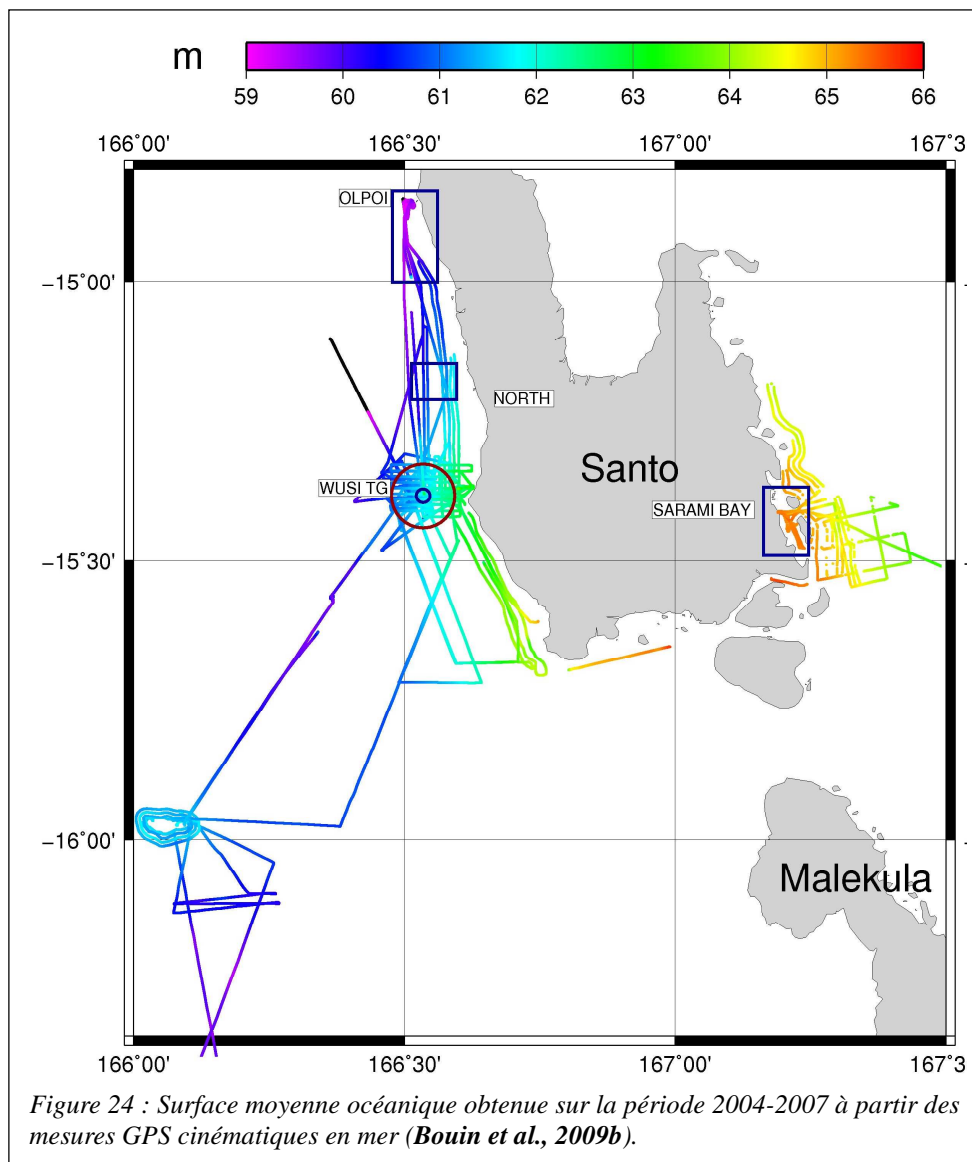 m
59 60 61 62 63 64 65 66
166°00' 166°30' 167°00' 167°3
OLPOI
-15°00'
NORTH
Santo
WUSI TG
SARAMI BAY
-15°30'
-16°00'
Malekula
166°00' 166°30' 167°00' 167°3
Figure 24 : Surface moyenne océanique obtenue sur la période 2004-2007 à partir des
mesures GPS cinématiques en mer (Bouin et al., 2009b).